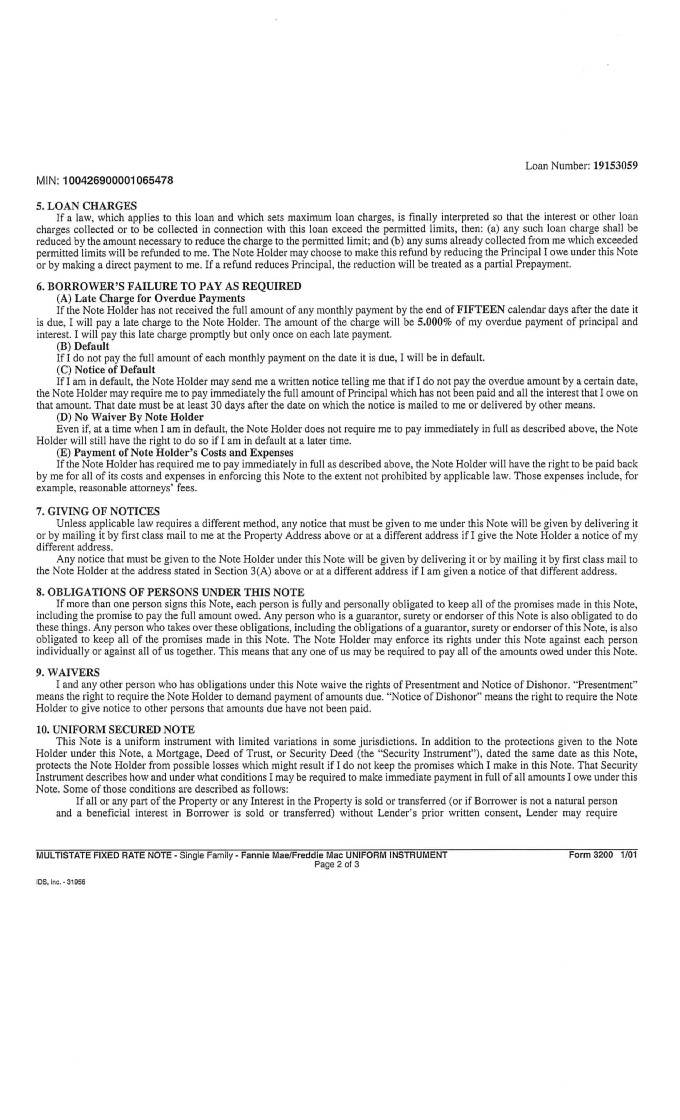 Loan Number: 19153059
MIN: 100426900001065478
5. LOAN CHARGES
If a law, which applies to this loan and which sets maximum loan charges, is finally interpreted so that the interest or other loan
charges collected or to be collected in connection with this loan exceed the permitted limits, then: (a) any such loan charge shall be
reduced by the amount necessary to reduce the charge to the permitted limit; and (b) any sums already collected from me which exceeded
permitted limits will be refunded to me. The Note Holder may choose to make this refund by reducing the Principal I owe under this Note
or by making a direct payment to me. If a refund reduces Principal, the reduction will be treated as a partial Prepayment.
6. BORROWER'S FAILURE TO PAY AS REQUIRED
(A) Late Charge for Overdue Payments
If the Note Holder has not received the full amount of any monthly payment by the end of FIFTEEN calendar days after the date it
is due, I will pay a late charge to the Note Holder. The amount of the charge will be 5.000% of my overdue payment of principal and
interest. I will pay this late charge promptly but only once on each late payment.
(B) Default
If I do not pay the full amount of each monthly payment on the date it is due, I will be in default.
(C) Notice of Default
If I am in default, the Note Holder may send me a written notice telling me that if I do not pay the overdue amount by a certain date,
the Note Holder may require me to pay immediately the full amount of Principal which has not been paid and all the interest that I owe on
that amount. That date must be at least 30 days after the date on which the notice is mailed to me or delivered by other means.
(D) No Waiver By Note Holder
Even if, at a time when I am in default, the Note Holder does not require me to pay immediately in full as described above, the Note
Holder will still have the right to do so if I am in default at a later time.
(E) Payment of Note Holder's Costs and Expenses
If the Note Holder has required me to pay immediately in full as described above, the Note Holder will have the right to be paid back
by me for all of its costs and expenses in enforcing this Note to the extent not prohibited by applicable law. Those expenses include, for
example, reasonable attorneys' fees.
7. GIVING OF NOTICES
Unless applicable law requires a different method, any notice that must be given to me under this Note will be given by delivering it
or by mailing it by first class mail to me at the Property Address above or at a different address if I give the Note Holder a notice of my
different address.
Any notice that must be given to the Note Holder under this Note will be given by delivering it or by mailing it by first class mail to
the Note Holder at the address stated in Section 3(A) above or at a different address if I am given a notice of that different address.
8. OBLIGATIONS OF PERSONS UNDER THIS NOTE
If more than one person signs this Note, each person is fully and personally obligated to keep all of the promises made in this Note,
including the promise to pay the full amount owed. Any person who is a guarantor, surety or endorser of this Note is also obligated to do
these things. Any person who takes over these obligations, including the obligations of a guarantor, surety or endorser of this Note, is also
obligated to keep all of the promises made in this Note. The Note Holder may enforce its rights under this Note against each person
individually or against all of us together. This means that any one of us may be required to pay all of the amounts owed under this Note.
9. WAIVERS
I and any other person who has obligations under this Note waive the rights of Presentment and Notice of Dishonor. "Presentment"
means the right to require the Note Holder to demand payment of amounts due. "Notice of Dishonor" means the right to require the Note
Holder to give notice to other persons that amounts due have not been paid.
10. UNIFORM SECURED NOTE
This Note is a uniform instrument with limited variations in some jurisdictions. In addition to the protections given to the Note
Holder under this Note, a Mortgage, Deed of Trust, or Security Deed (the "Security Instrument"), dated the same date as this Note,
protects the Note Holder from possible losses which might result if I do not keep the promises which I make in this Note. That Security
Instrument describes how and under what conditions I may be required to make immediate payment in full of all amounts I owe under this
Note. Some of those conditions are described as follows:
If all or any part of the Property or any Interest in the Property is sold or transferred (or if Borrower is not a natural person
and a beneficial interest in Borrower is sold or transferred) without Lender's prior written consent, Lender may require
MULTISTATE FIXED RATE NOTE - Single Family - Fannie Mae/Freddie Mac UNIFORM INSTRUMENT Form 3200 1/01
Page 2 of 3
IDS, Inc. - 31956